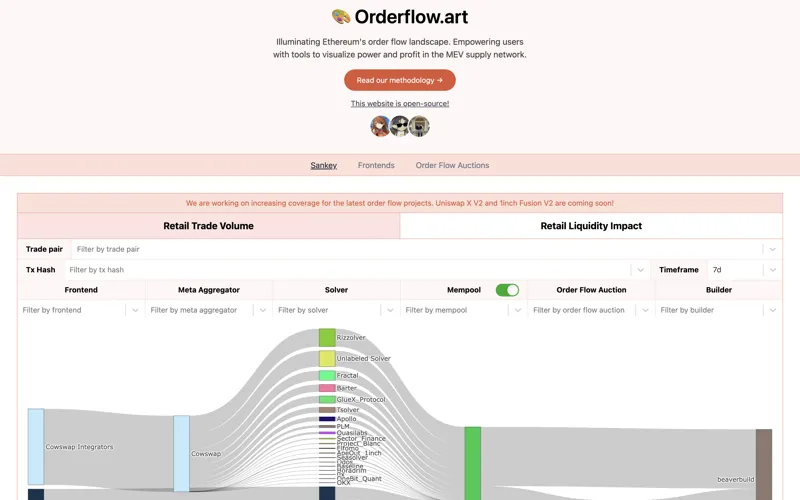 Orderflow.art
Illuminating Ethereum's order flow landscape. Empowering users
with tools to visualize power and profit in the MEV supply network.
Read our methodology →
This website is open-source!
Sankey Frontends Order Flow Auctions
We are working on increasing coverage for the latest order flow projects. Uniswap X V2 and 1inch Fusion V2 are coming soon!
Retail Trade Volume Retail Liquidity Impact
Trade pair Filter by trade pair
Tx Hash Filter by tx hash Timeframe 7d
Frontend Meta Aggregator Solver Mempool Order Flow Auction Builder
Filter by frontend Filter by meta aggregator Filter by solver Filter by mempool Filter by order flow auction Filter by builder
Rizzolver
Unlabeled Solver
Fractal
Barter
GlueX_Protocol
Tsolver
Apollo
PLM
Quasilabs
Sector_Finance
Project_Blanc
ApeOut_1inch
Seasolver
Baseline
Horadrim
OpenBit_Quant
OKX
Cowswap Integrators
Cowswap
beaverbuild